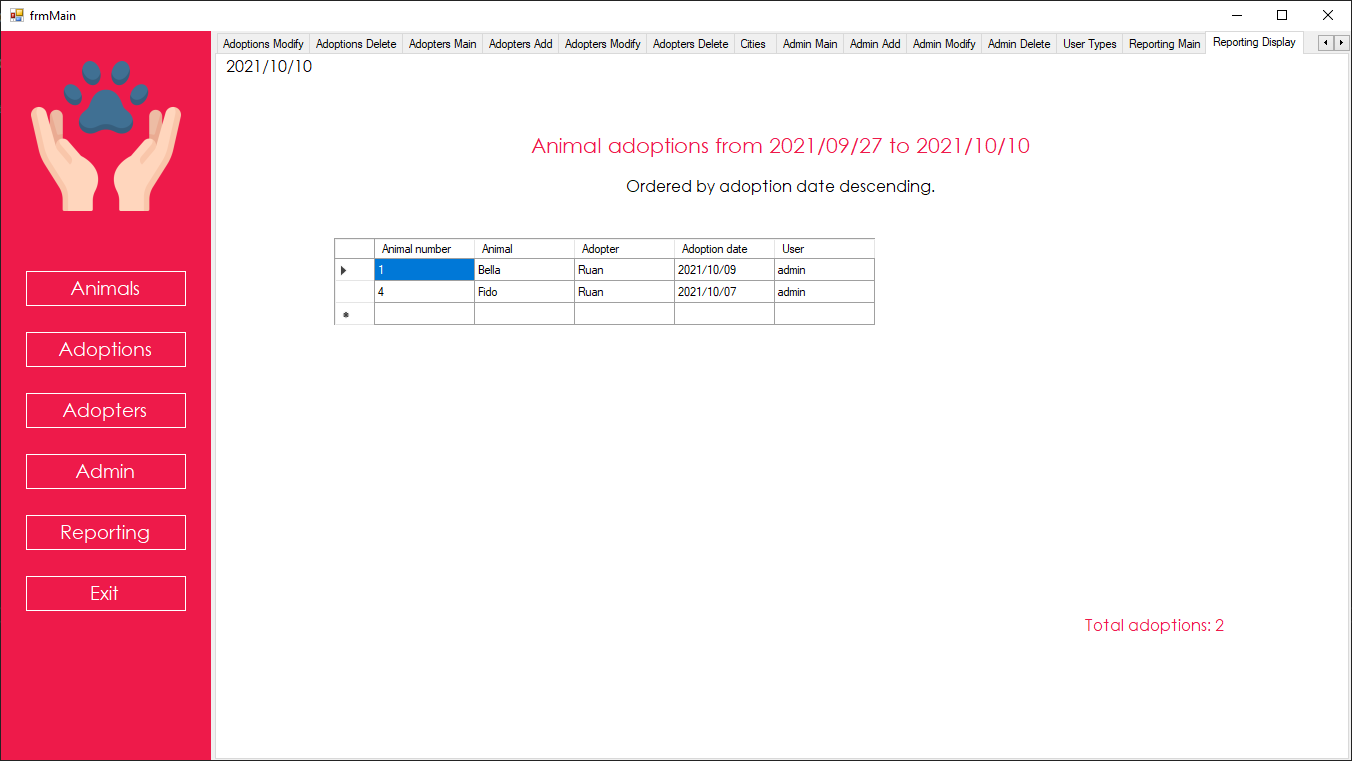 frmMain
Adoptions Modify Adoptions Delete Adopters Main Adopters Add Adopters Modify Adopters Delete Cities Admin Main Admin Add Admin Modify Admin Delete User Types Reporting Main Reporting Display
2021/10/10
Animal adoptions from 2021/09/27 to 2021/10/10
Ordered by adoption date descending.
Animal number Animal Adopter Adoption date User
1 Bella Ruan 2021/10/09 admin
4 Fido Ruan 2021/10/07 admin
Animals
Adoptions
Adopters
Admin
Reporting
Exit
Total adoptions: 2